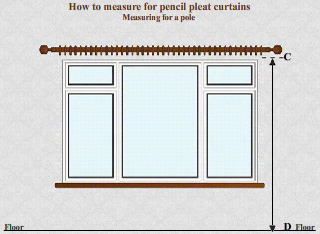 How to measure for pencil pleat curtains
Measuring for a pole
C
Floor
D Floor